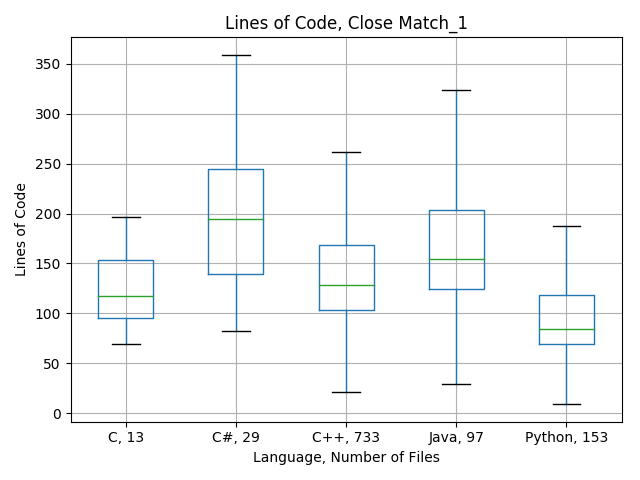 Lines of Code, Close Match_1
Lines of Code
350
300
250
200
150
100
50
0
C, 13
C#, 29
C++, 733
Java, 97
Python, 153
Language, Number of Files